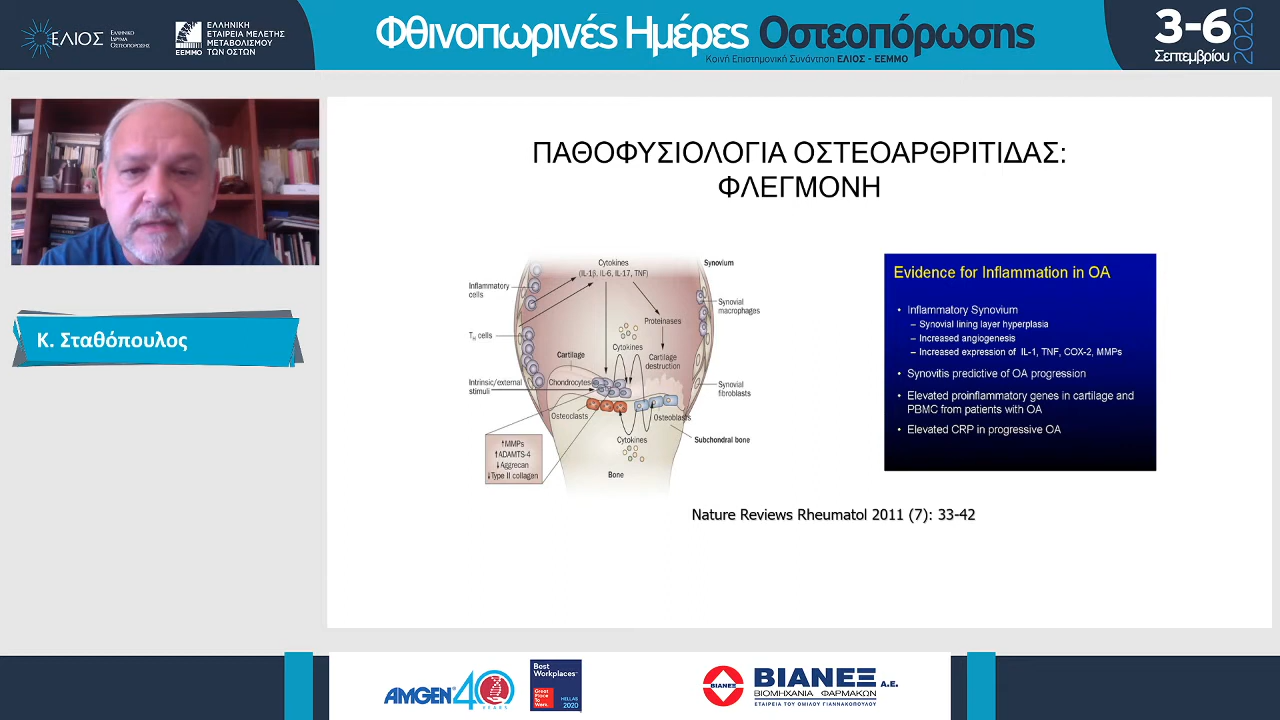 ΕΛΙΟΣ
ΕΛΛΗΝΙΚΟ
ΙΔΡΥΜΑ
ΟΣΤΕΟΠΟΡΩΣΗΣ
ΕΕΜΜΟ
ΕΛΛΗΝΙΚΗ
ΕΤΑΙΡΕΙΑ ΜΕΛΕΤΗΣ
ΜΕΤΑΒΟΛΙΣΜΟΥ
ΤΩΝ ΟΣΤΩΝ
Φθινοπωρινές Ημέρες Οστεοπόρωσης
Κοινή Επιστημονική Συνάντηση ΕΛΙΟΣ - ΕΕΜΜΟ
3-6
Σεπτεμβρίου
2020
Κ. Σταθόπουλος
ΠΑΘΟΦΥΣΙΟΛΟΓΙΑ ΟΣΤΕΟΑΡΘΡΙΤΙΔΑΣ:
ΦΛΕΓΜΟΝΗ
Cytokines
(IL-1β, IL-6, IL-17, TNF)
Synovium
Inflammatory
cells
Synovial
macrophages
Proteinases
TH cells
Cytokines
Cartilage
Cartilage
destruction
Intrinsic/external
stimuli
Chondrocytes
Synovial
fibroblasts
Osteoclasts
Osteoblasts
Cytokines
Subchondral bone
↑MMPs
↑ADAMTS-4
↓Aggrecan
↓Type II collagen
Bone
Evidence for Inflammation in OA
• Inflammatory Synovium
– Synovial lining layer hyperplasia
– Increased angiogenesis
– Increased expression of IL-1, TNF, COX-2, MMPs
• Synovitis predictive of OA progression
• Elevated proinflammatory genes in cartilage and
PBMC from patients with OA
• Elevated CRP in progressive OA
Nature Reviews Rheumatol 2011 (7): 33-42
AMGEN 40
YEARS
Best
Workplaces
Great
Place
To
Work
HELLAS
2020
ΒΙΑΝΕΞ
ΒΙΑΝΕΞ Α.Ε.
ΒΙΟΜΗΧΑΝΙΑ ΦΑΡΜΑΚΩΝ
ΕΤΑΙΡΕΙΑ ΤΟΥ ΟΜΙΛΟΥ ΓΙΑΝΝΑΚΟΠΟΥΛΟΥ